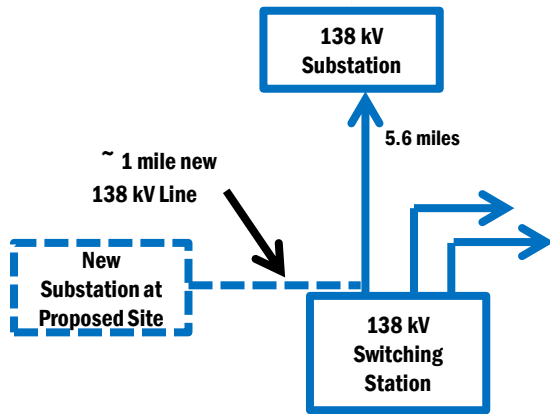 138 kV
Substation
5.6 miles
~ 1 mile new
138 kV Line
New
Substation at
Proposed Site
138 kV
Switching
Station